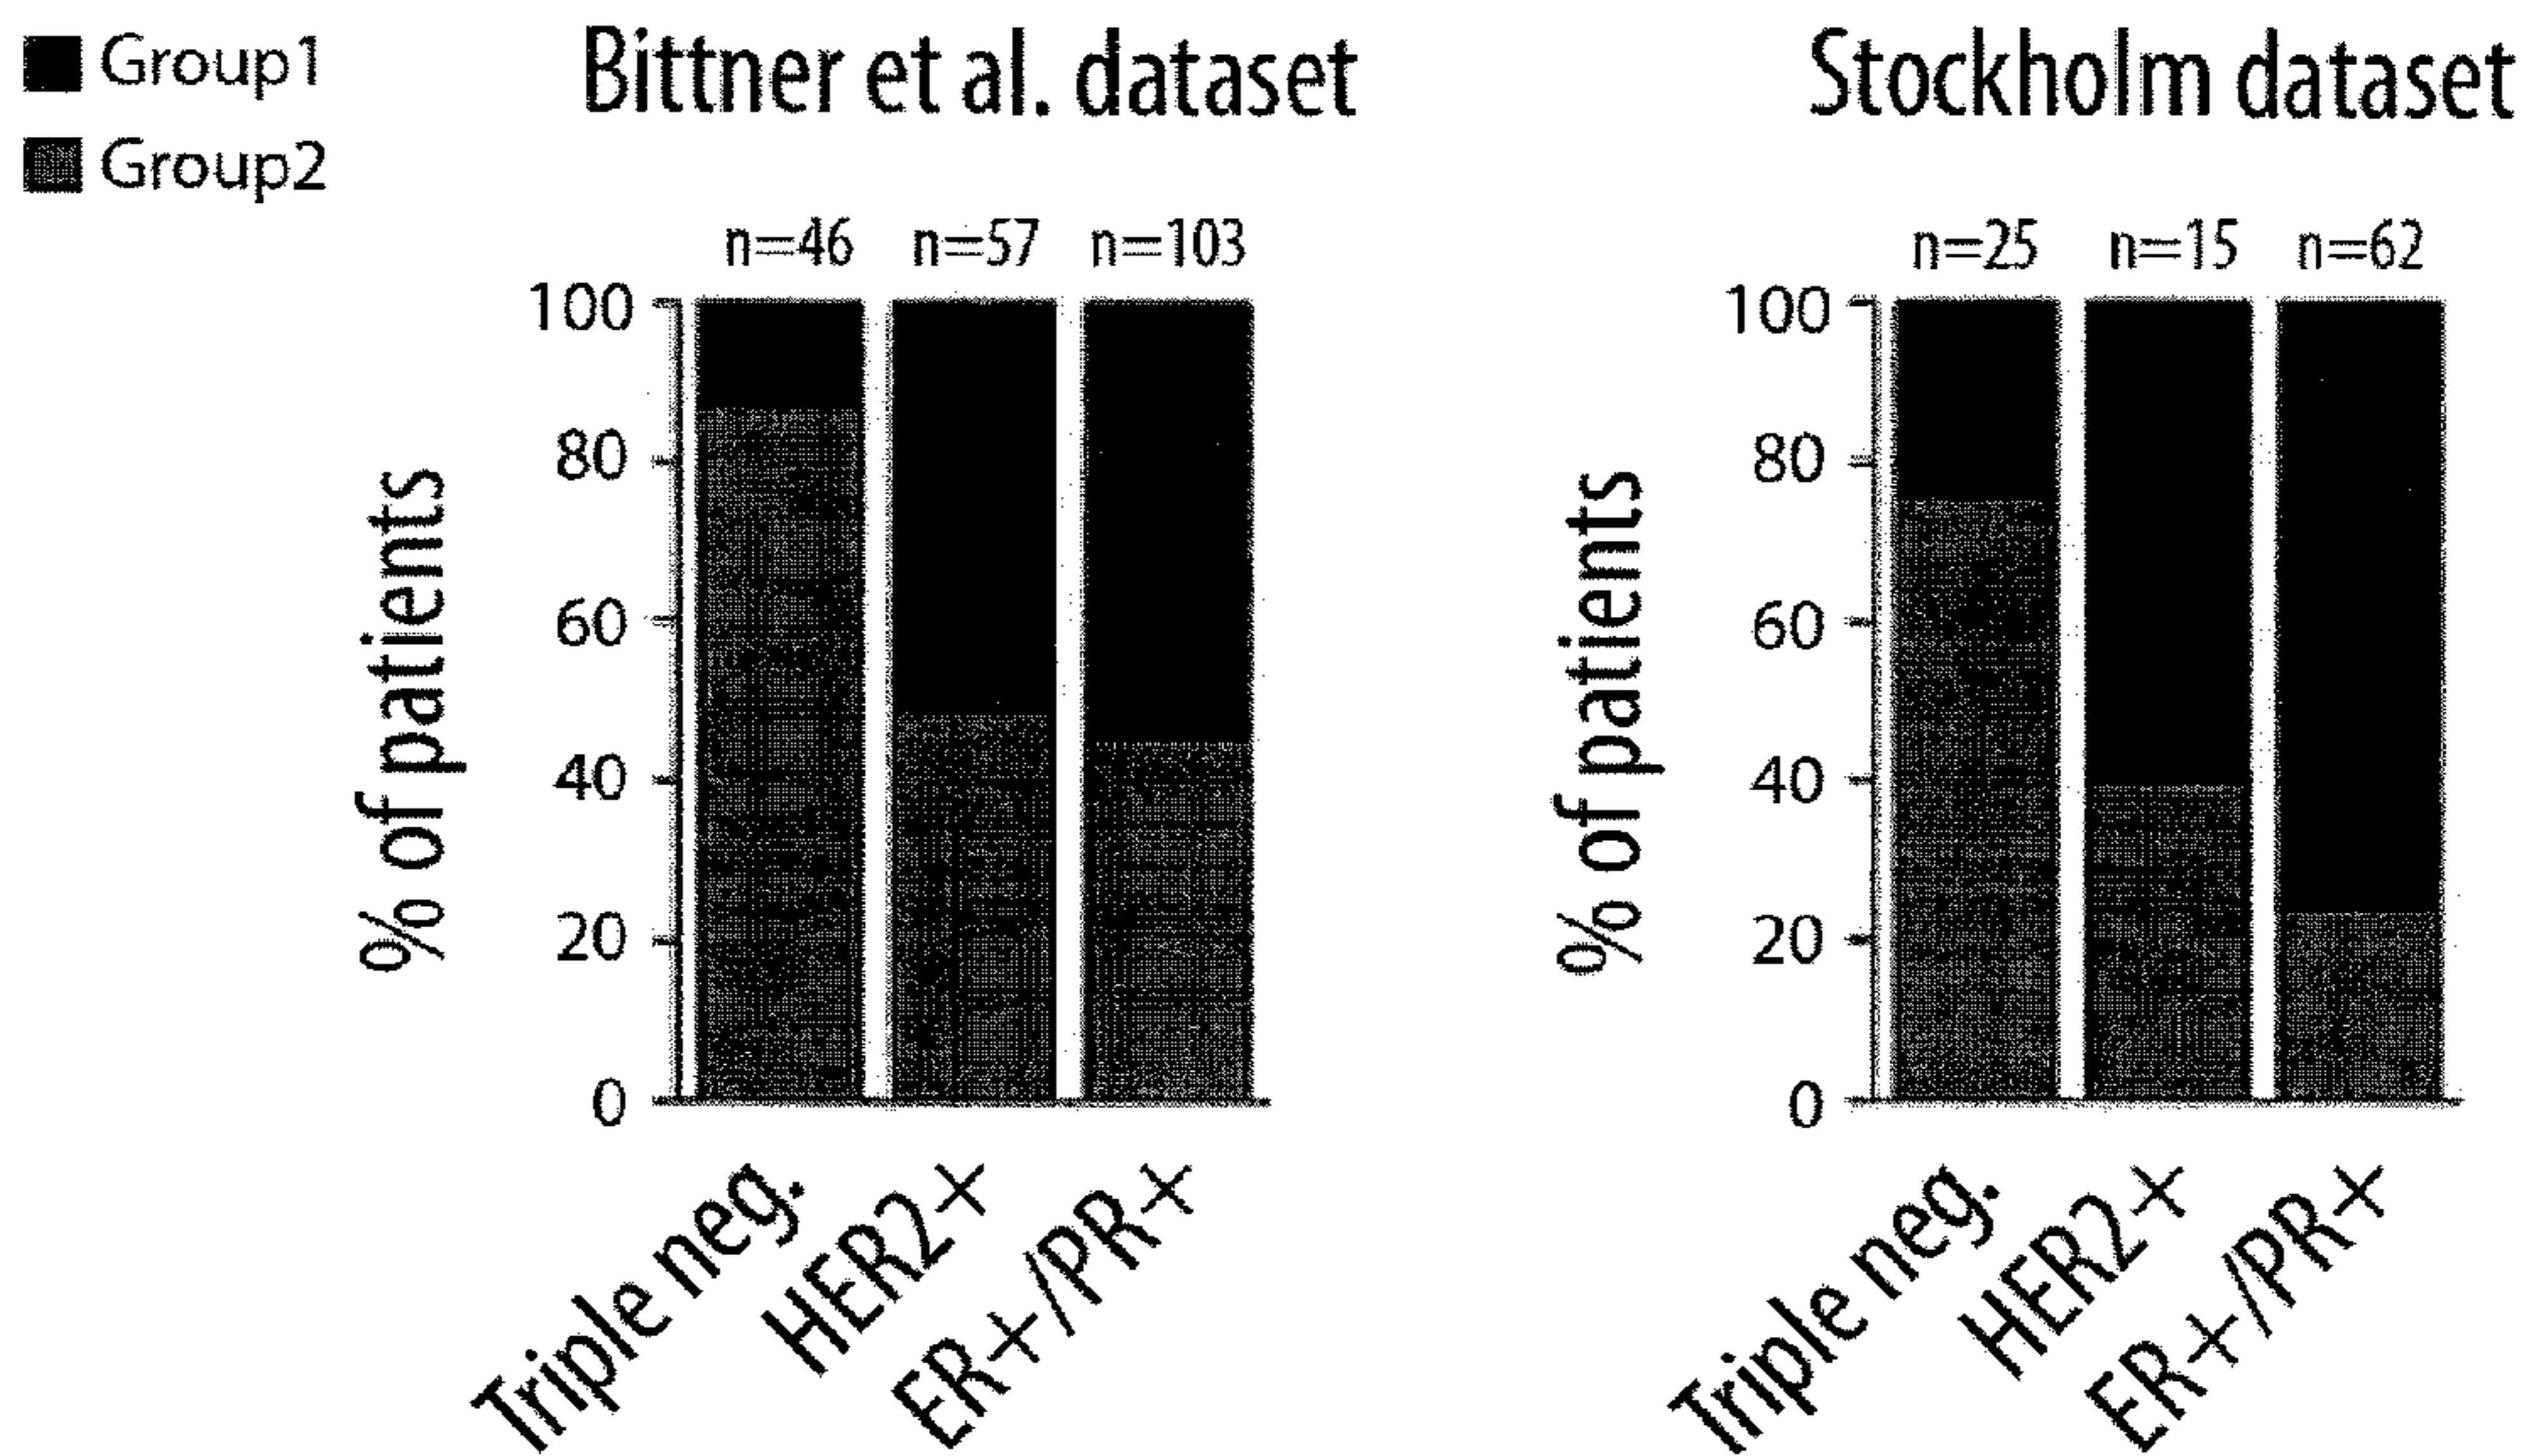 Group1
Group2
Bittner et al. dataset
n=46 n=57 n=103
% of patients
100
80
60
40
20
0
Triple neg.
HER2+
ER+/PR+
Stockholm dataset
n=25 n=15 n=62
% of patients
100
80
60
40
20
0
Triple neg.
HER2+
ER+/PR+